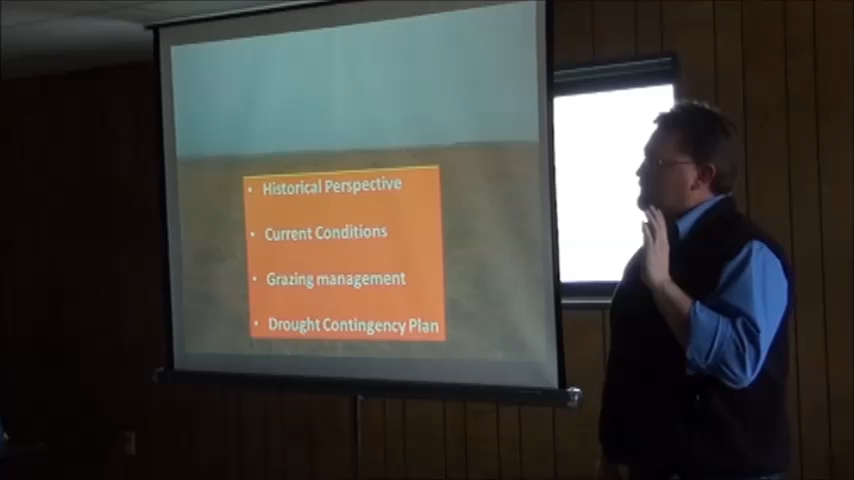 • Historical Perspective
• Current Conditions
• Grazing management
• Drought Contingency Plan